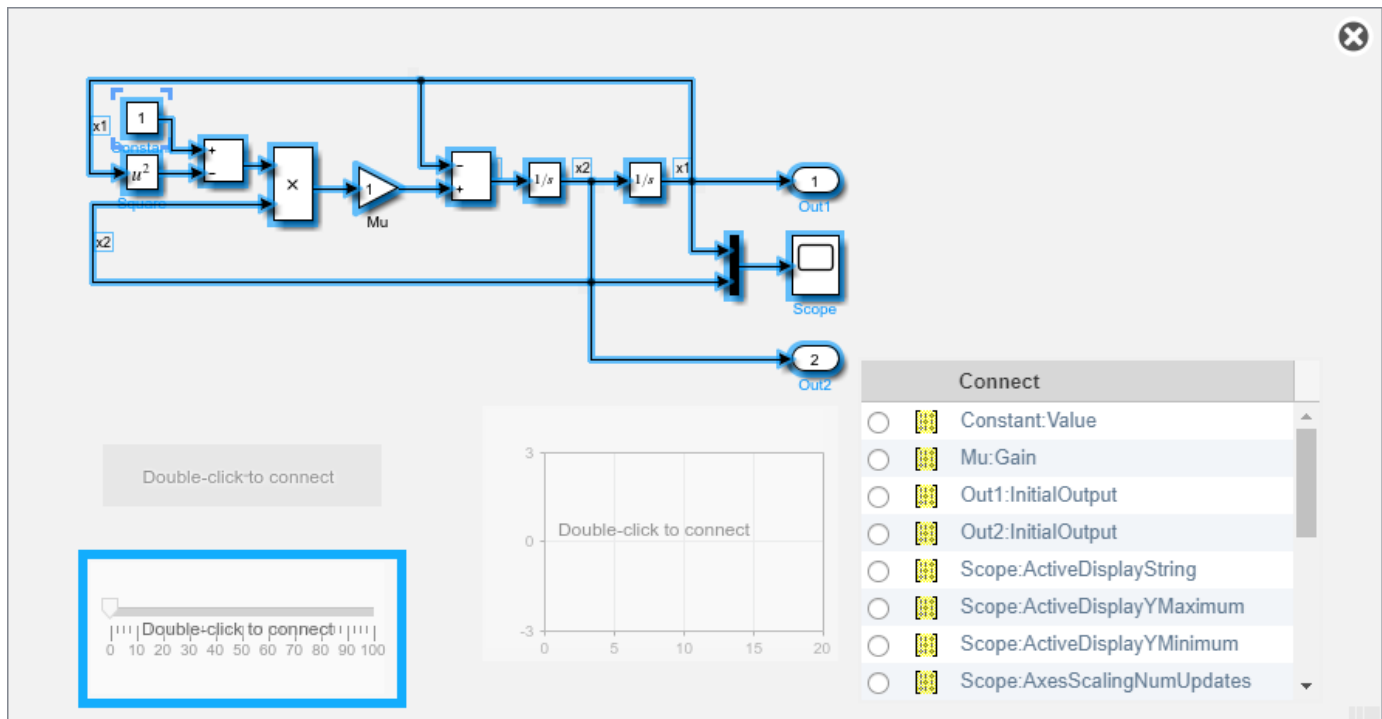 x1
1
Constant
+
−
u²
Square
×
1
Mu
−
+
1/s
x2
1/s
x1
1
Out1
x2
Scope
2
Out2
Connect
Constant:Value
Mu:Gain
Out1:InitialOutput
Out2:InitialOutput
Scope:ActiveDisplayString
Scope:ActiveDisplayYMaximum
Scope:ActiveDisplayYMinimum
Scope:AxesScalingNumUpdates
Double-click to connect
Double-click to connect
0 10 20 30 40 50 60 70 80 90 100
3
Double-click to connect
0
-3
0 5 10 15 20